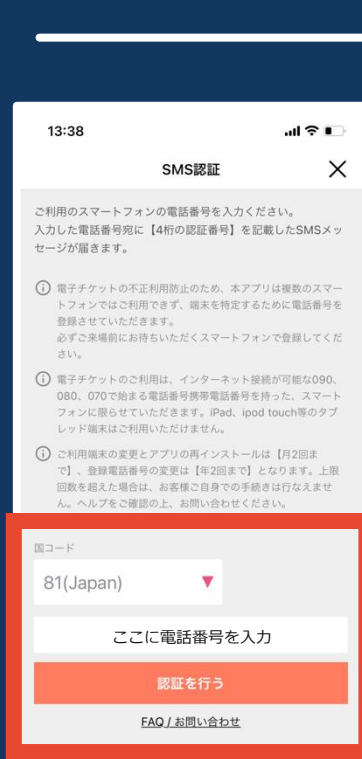 13:38
SMS認証
ご利用のスマートフォンの電話番号を入力ください。
入力した電話番号宛に【4桁の認証番号】を記載したSMSメッ
セージが届きます。
電子チケットの不正利用防止のため、本アプリは複数のスマー
トフォンではご利用できず、端末を特定するために電話番号を
登録させていただきます。
必ずご来場前にお持ちいただくスマートフォンで登録してくだ
さい。
電子チケットのご利用は、インターネット接続が可能な090、
080、070で始まる電話番号携帯電話番号を持った、スマート
フォンに限らせていただきます。iPad、ipod touch等のタブ
レッド端末はご利用いただけません。
ご利用端末の変更とアプリの再インストールは【月2回ま
で】、登録電話番号の変更は【年2回まで】となります。上限
回数を超えた場合は、お客様ご自身での手続きは行なえませ
ん。ヘルプをご確認の上、お問い合わせください。
国コード
81(Japan)
ここに電話番号を入力
認証を行う
FAQ / お問い合わせ